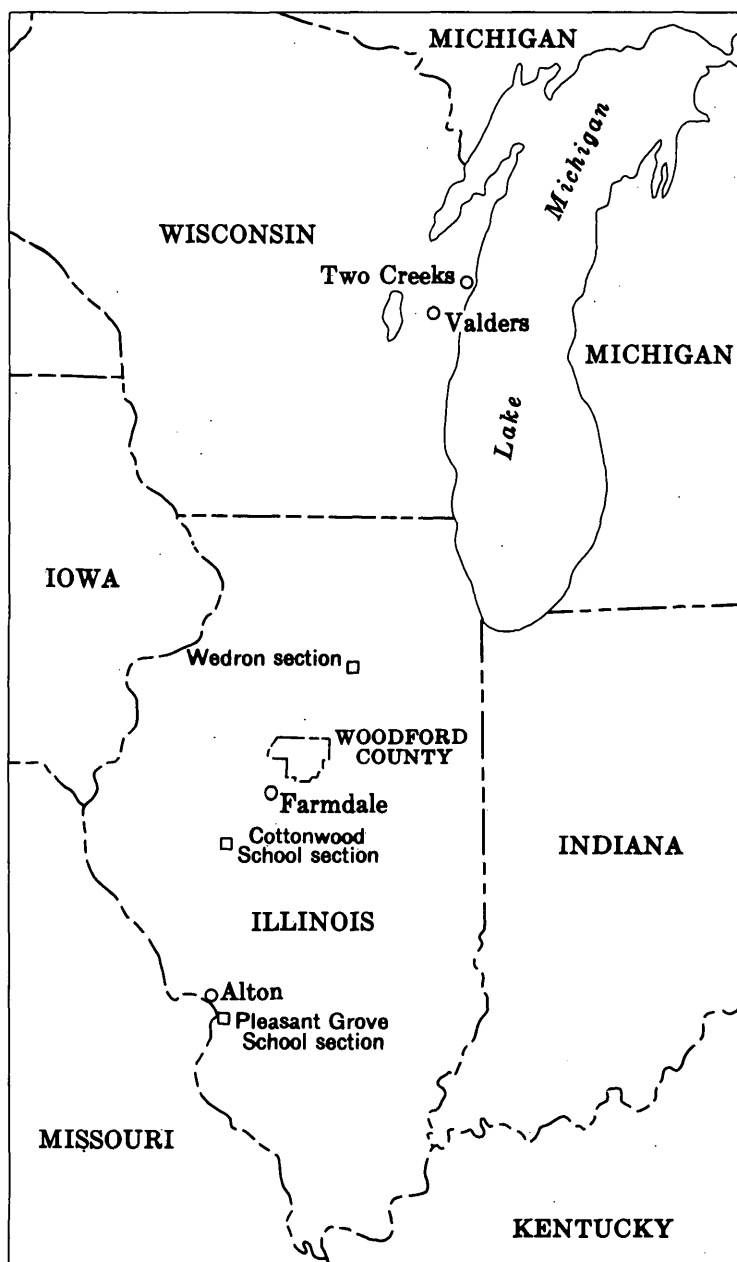 MICHIGAN
Michigan
WISCONSIN
Two Creeks
Valders
MICHIGAN
Lake
IOWA
Wedron section
WOODFORD
COUNTY
Farmdale
Cottonwood
School section
INDIANA
ILLINOIS
Alton
Pleasant Grove
School section
MISSOURI
KENTUCKY